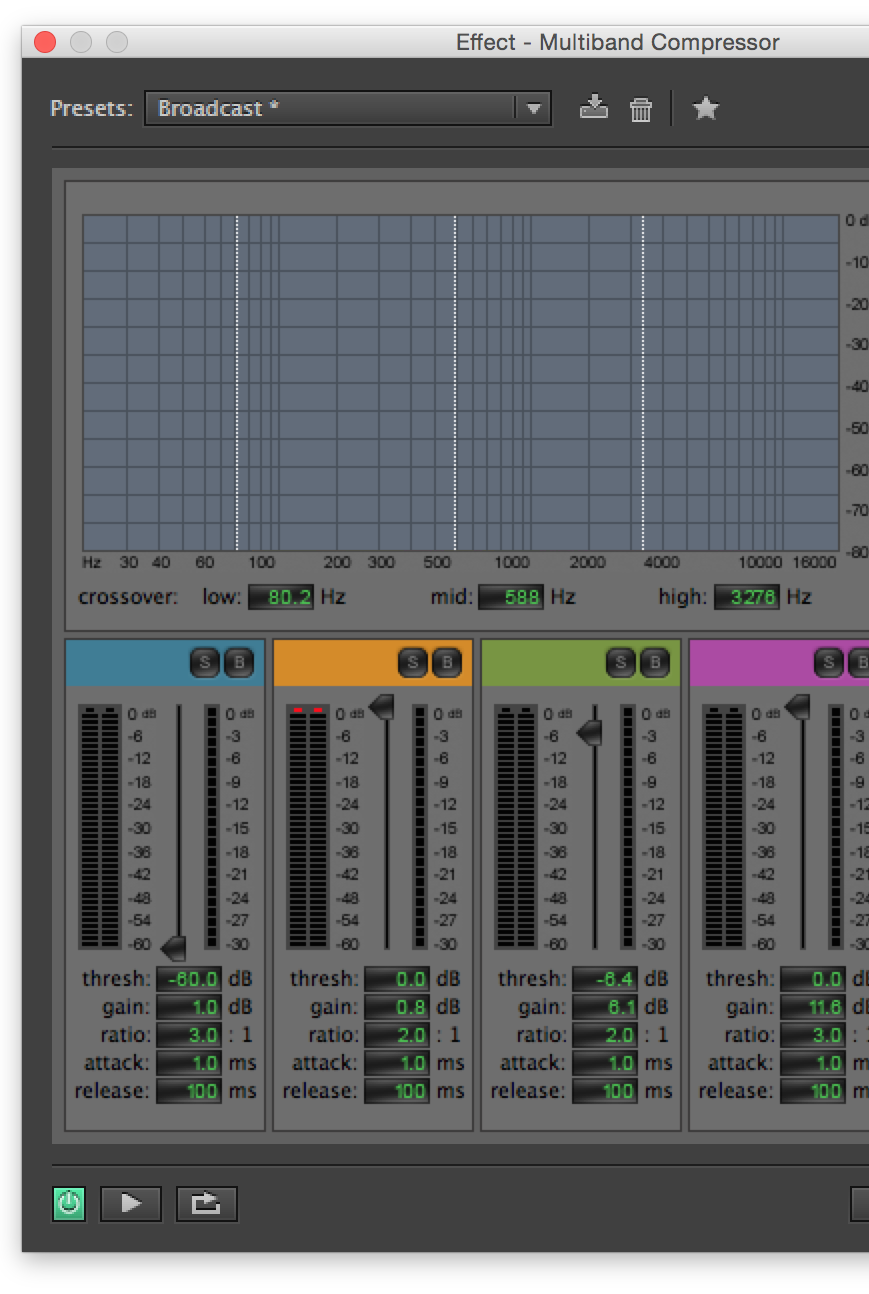 Effect - Multiband Compressor
Presets: Broadcast *
0 d
-10
-20
-30
-40
-50
-60
-70
-80
Hz 30 40 60 100 200 300 500 1000 2000 4000 10000 16000
crossover: low: 80.2 Hz mid: 588 Hz high: 3276 Hz
S B S B S B S B
0 dB 0 dB 0 dB 0 dB 0 dB 0 dB 0 dB 0 d
-6 -3 -6 -3 -6 -3 -6 -3
-12 -6 -12 -6 -12 -6 -12 -6
-18 -9 -18 -9 -18 -9 -18 -9
-24 -12 -24 -12 -24 -12 -24 -12
-30 -15 -30 -15 -30 -15 -30 -15
-36 -18 -36 -18 -36 -18 -36 -18
-42 -21 -42 -21 -42 -21 -42 -21
-48 -24 -48 -24 -48 -24 -48 -24
-54 -27 -54 -27 -54 -27 -54 -27
-60 -30 -60 -30 -60 -30 -60 -30
thresh: -60.0 dB thresh: 0.0 dB thresh: -6.4 dB thresh: 0.0 dB
gain: 1.0 dB gain: 0.8 dB gain: 6.1 dB gain: 11.6 dB
ratio: 3.0 : 1 ratio: 2.0 : 1 ratio: 2.0 : 1 ratio: 3.0 :
attack: 1.0 ms attack: 1.0 ms attack: 1.0 ms attack: 1.0 m
release: 100 ms release: 100 ms release: 100 ms release: 100 m